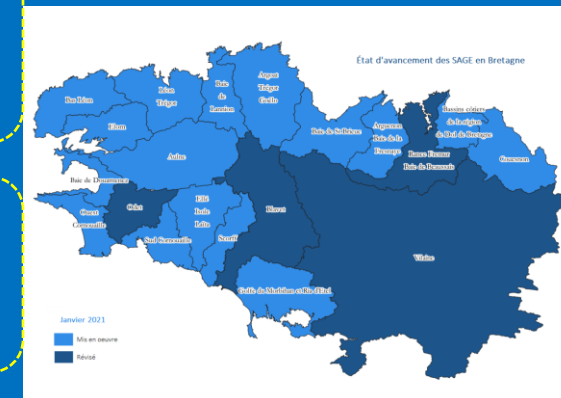 État d'avancement des SAGE en Bretagne
Bas Léon
Léon
Trégor
Baie
de
Lannion
Argoat
Trégor
Goëlo
Elorn
Baie de St Brieuc
Arguenon
Baie de la
Fresnaye
Bassins côtiers
de la région
de Dol de Bretagne
Rance Frémur
Baie de Beaussais
Couesnon
Aulne
Baie de Douarnenez
Ouest
Cornouaille
Odet
Sud Cornouaille
Ellé
Isole
Laïta
Scorff
Blavet
Vilaine
Golfe du Morbihan et Ria d'Etel
Janvier 2021
Mis en oeuvre
Révisé